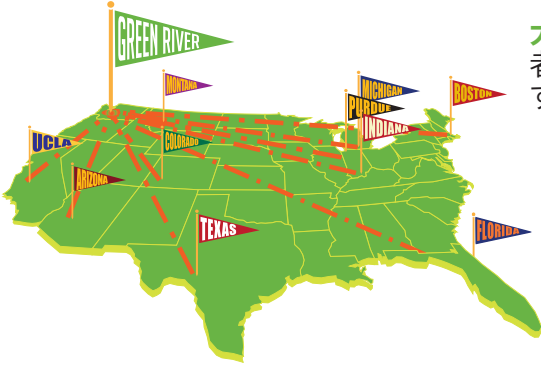 GREEN RIVER
MONTANA
MICHIGAN
BOSTON
PURDUE
INDIANA
UCLA
COLORADO
ARIZONA
TEXAS
FLORIDA